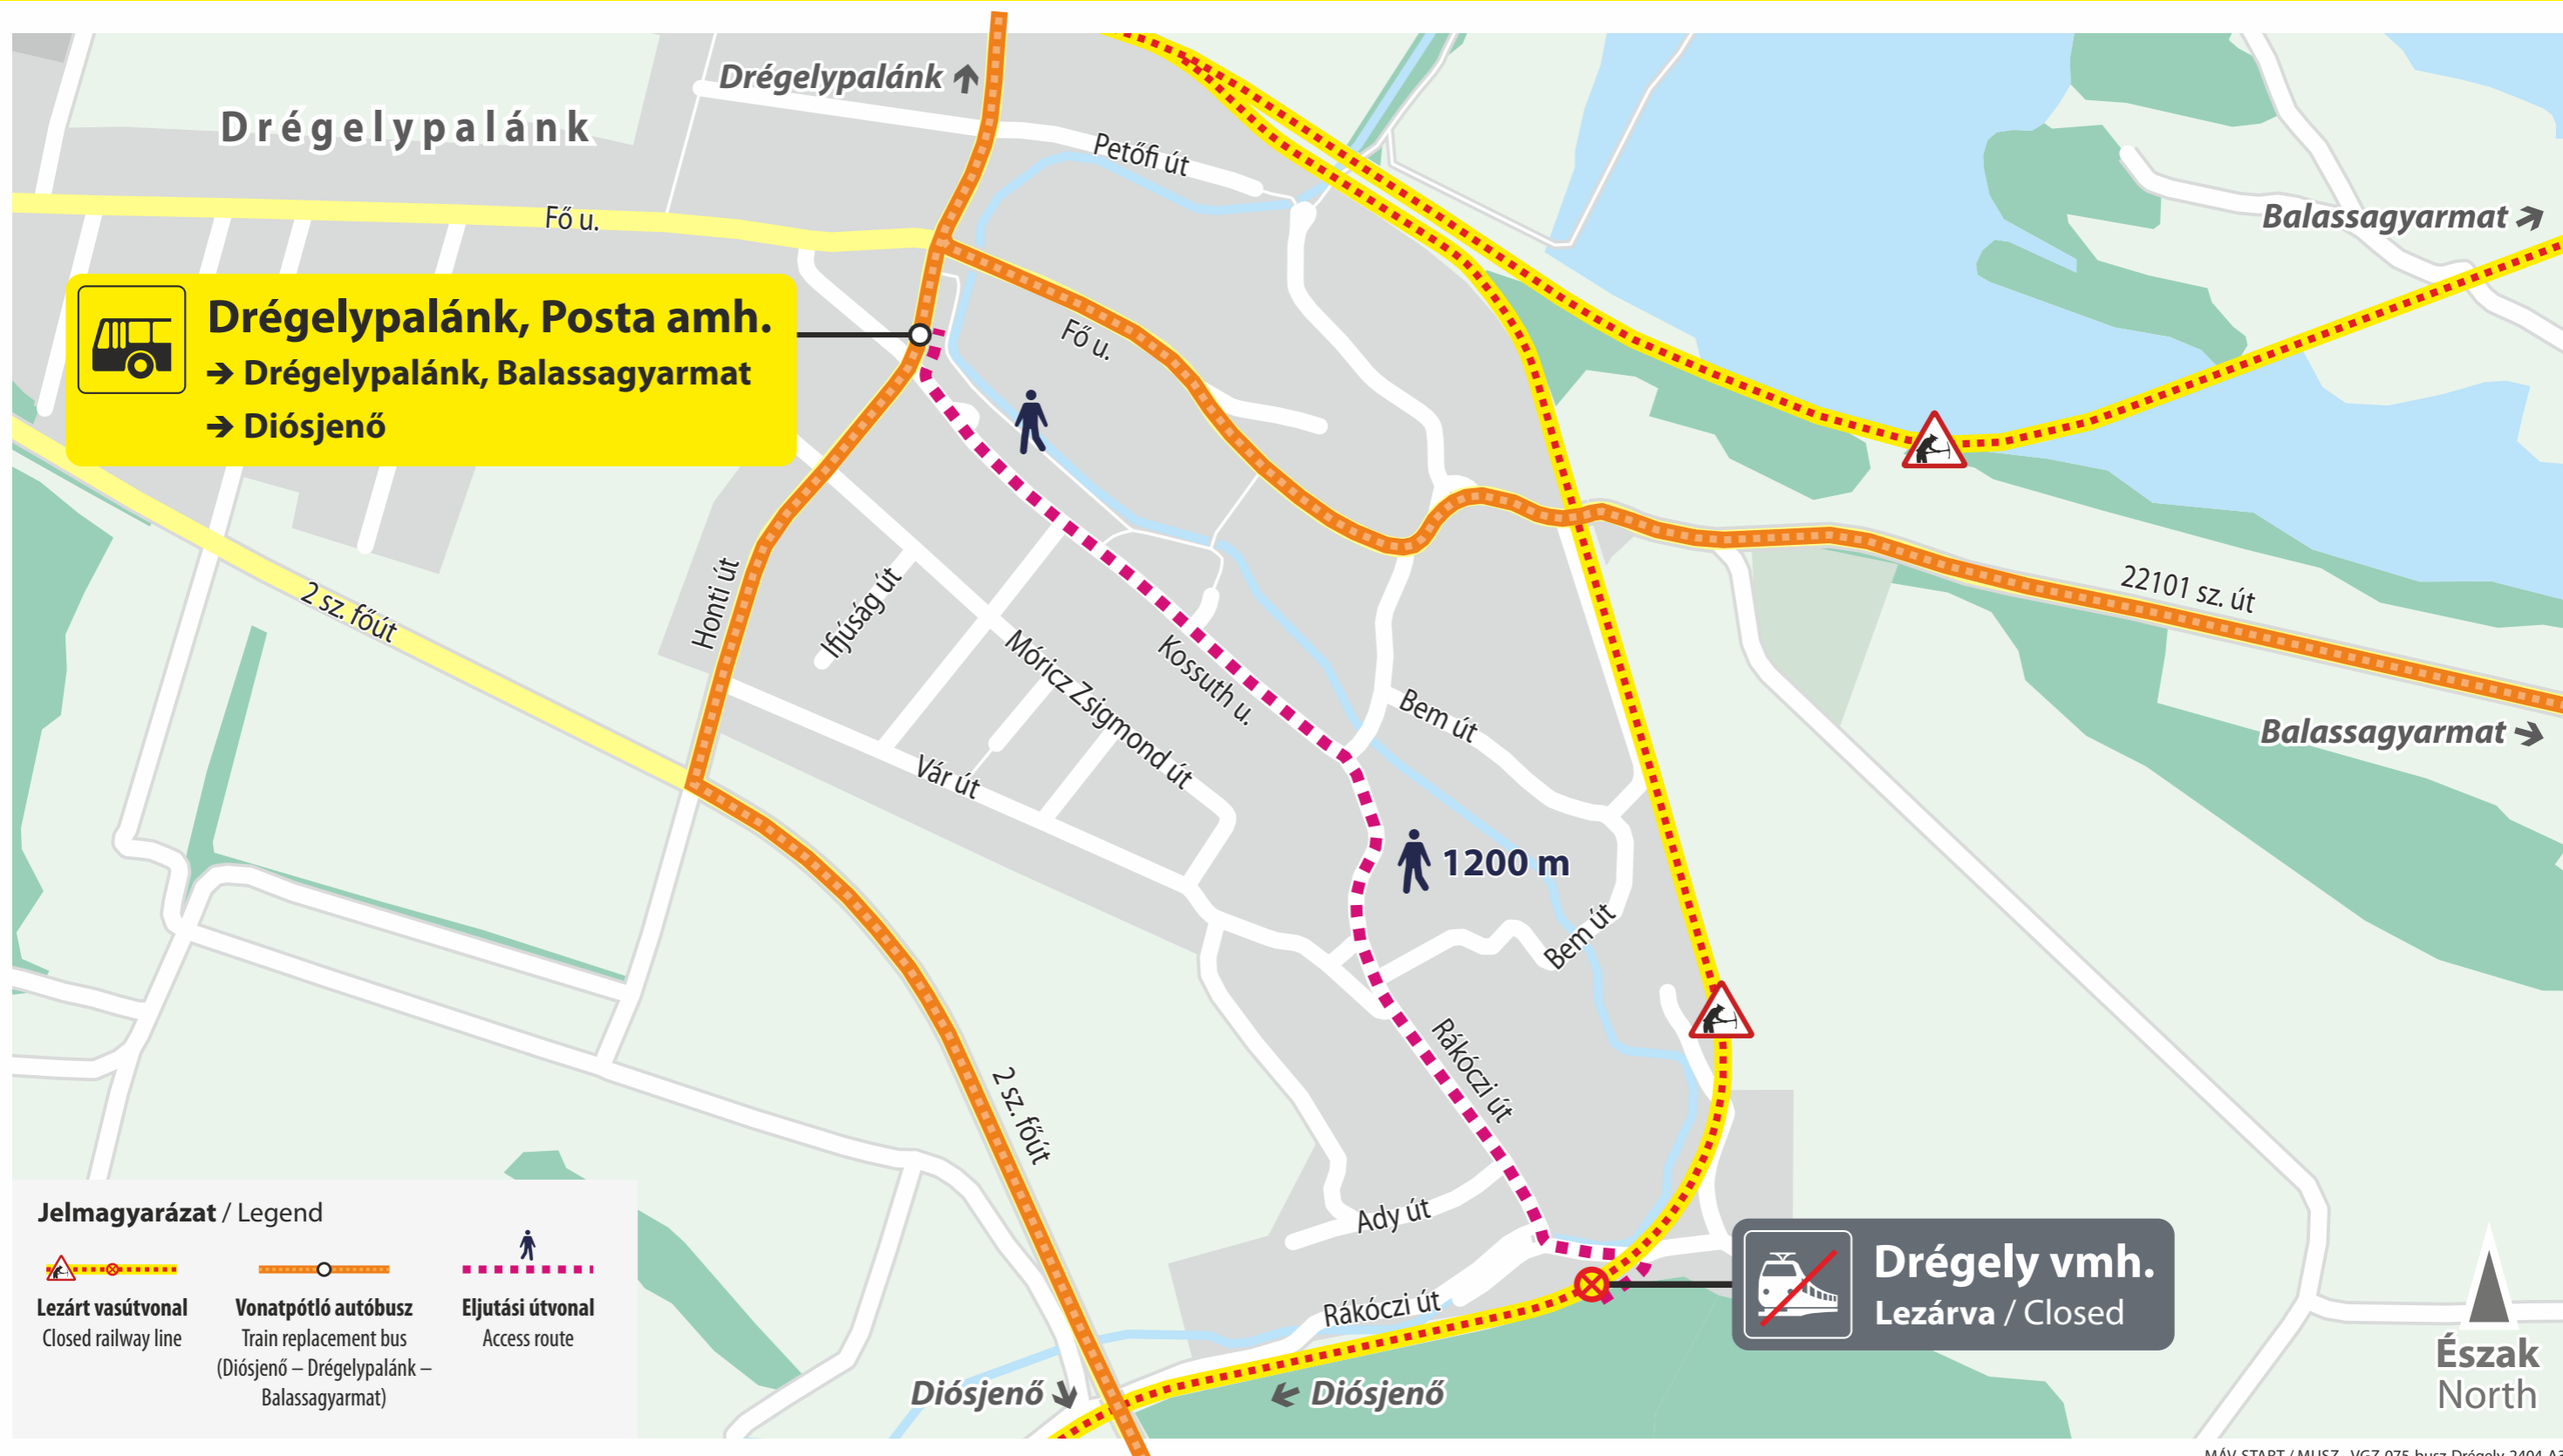 Drégelypalánk
Drégelypalánk
Petőfi út
Fő u.
Balassagyarmat
Drégelypalánk, Posta amh.
→ Drégelypalánk, Balassagyarmat
→ Diósjenő
Fő u.
2 sz. főút
Honti út
Ifjúság út
Móricz Zsigmond út
Kossuth u.
22101 sz. út
Bem út
Balassagyarmat
Vár út
1200 m
Bem út
Rákóczi út
2 sz. főút
Ady út
Rákóczi út
Drégely vmh.
Lezárva / Closed
Diósjenő
Diósjenő
Jelmagyarázat / Legend
Lezárt vasútvonal
Closed railway line
Vonatpótló autóbusz
Train replacement bus
(Diósjenő – Drégelypalánk –
Balassagyarmat)
Eljutási útvonal
Access route
Észak
North